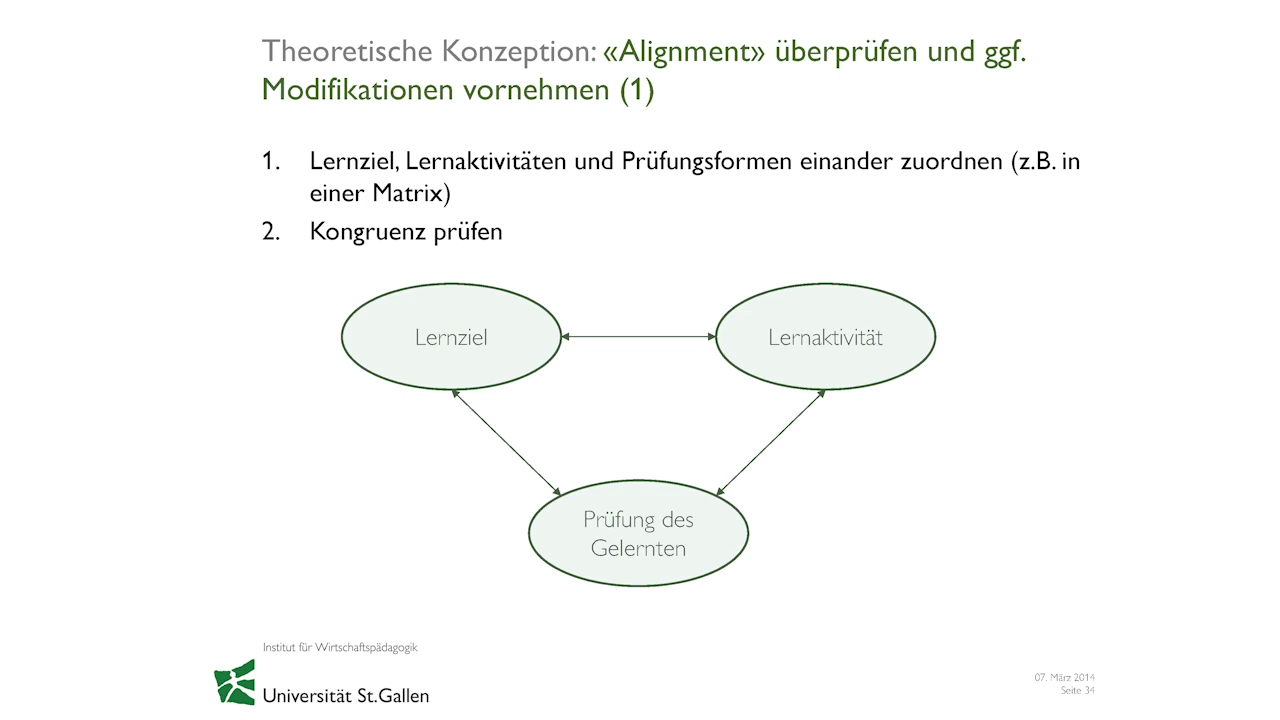 Theoretische Konzeption: «Alignment» überprüfen und ggf.
Modifikationen vornehmen (1)
1. Lernziel, Lernaktivitäten und Prüfungsformen einander zuordnen (z.B. in
einer Matrix)
2. Kongruenz prüfen
Lernziel
Lernaktivität
Prüfung des
Gelernten
Institut für Wirtschaftspädagogik
Universität St.Gallen
07. März 2014
Seite 34